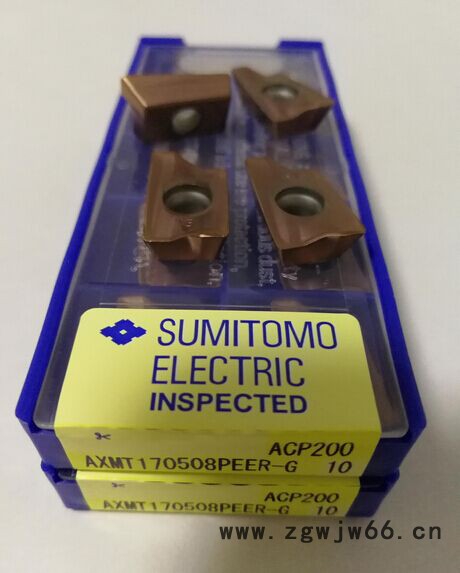 SUMITOMO
ELECTRIC
INSPECTED
ACP200
AXMT170508PEER-G 10
ACP200
AXMT170508PEER-G 10
www.zgwjw66.cn